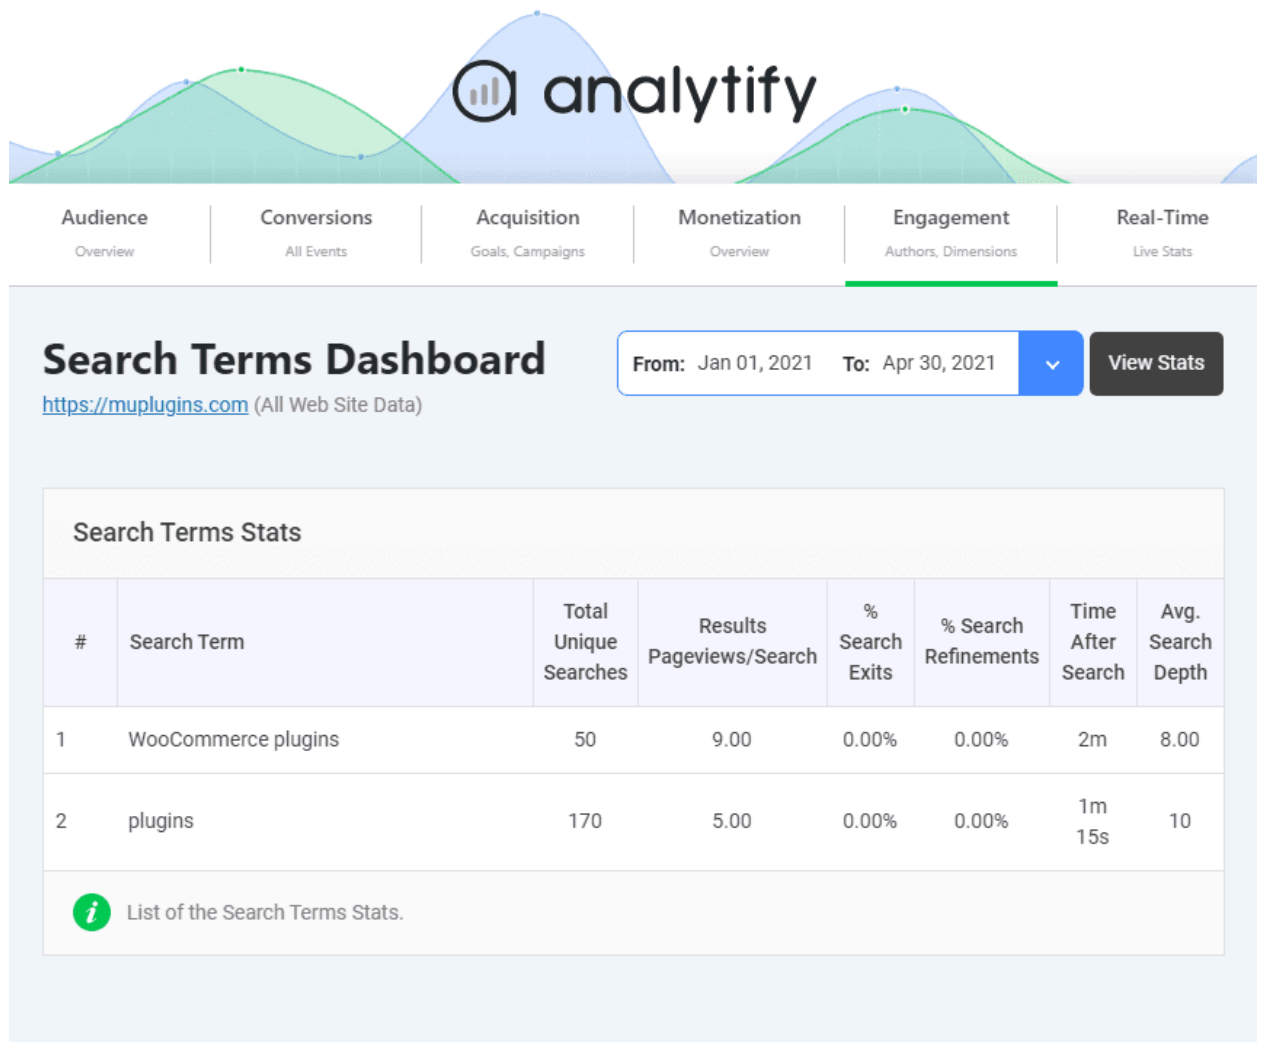 analytify
Audience Conversions Acquisition Monetization Engagement Real-Time
Overview All Events Goals, Campaigns Overview Authors, Dimensions Live Stats
Search Terms Dashboard
https://muplugins.com (All Web Site Data)
From: Jan 01, 2021 To: Apr 30, 2021 View Stats
Search Terms Stats
# Search Term Total Unique Searches Results Pageviews/Search % Search Exits % Search Refinements Time After Search Avg. Search Depth
1 WooCommerce plugins 50 9.00 0.00% 0.00% 2m 8.00
2 plugins 170 5.00 0.00% 0.00% 1m 15s 10
i List of the Search Terms Stats.